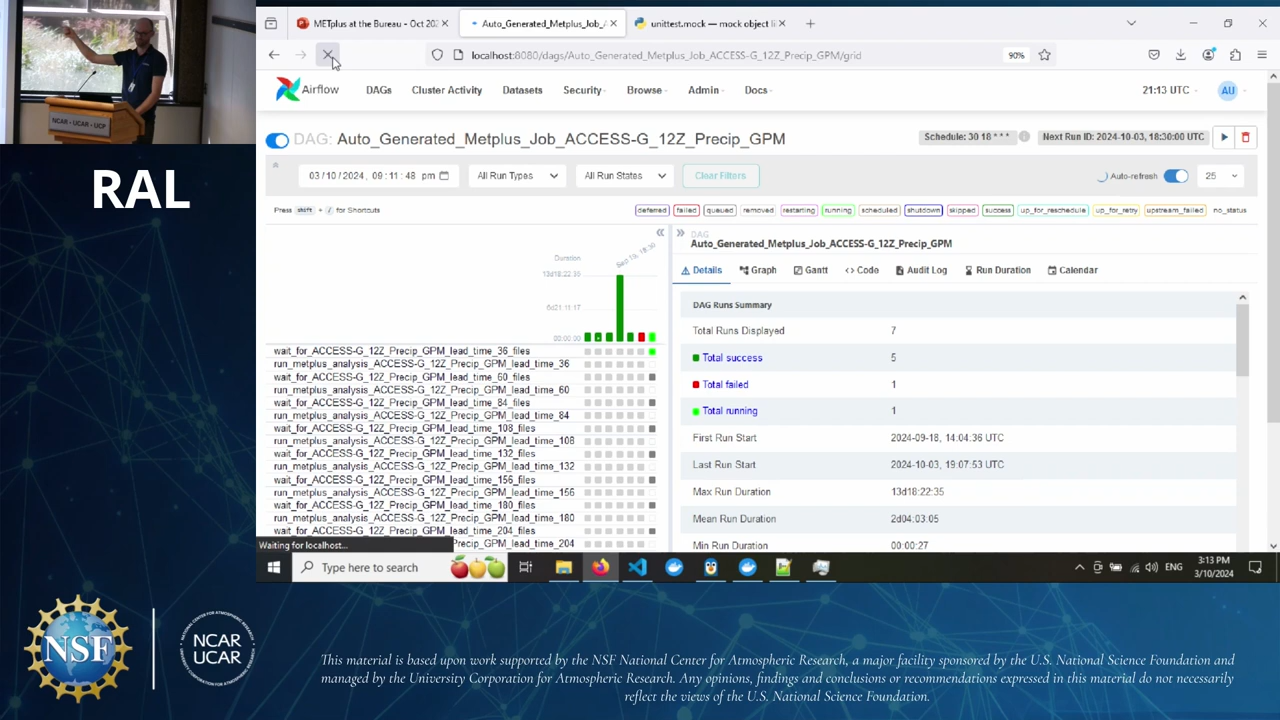 METplus at the Bureau - Oct 202
Auto_Generated_Metplus_Job_A
unittest.mock — mock object li
localhost:8080/dags/Auto_Generated_Metplus_Job_ACCESS-G_12Z_Precip_GPM/grid
90%
Airflow
DAGs
Cluster Activity
Datasets
Security
Browse
Admin
Docs
21:13 UTC
AU
NCAR - UCAR - UCP
RAL
DAG: Auto_Generated_Metplus_Job_ACCESS-G_12Z_Precip_GPM
Schedule: 30 18 * * *
Next Run ID: 2024-10-03, 18:30:00 UTC
03/10/2024, 09:11:48 pm
All Run Types
All Run States
Clear Filters
Auto-refresh
25
Press shift + / for Shortcuts
deferred failed queued removed restarting running scheduled shutdown skipped success up_for_reschedule up_for_retry upstream_failed no_status
Sep 19, 18:30
Duration
13d18:22:35
6d21:11:17
00:00:00
wait_for_ACCESS-G_12Z_Precip_GPM_lead_time_36_files
run_metplus_analysis_ACCESS-G_12Z_Precip_GPM_lead_time_36
wait_for_ACCESS-G_12Z_Precip_GPM_lead_time_60_files
run_metplus_analysis_ACCESS-G_12Z_Precip_GPM_lead_time_60
wait_for_ACCESS-G_12Z_Precip_GPM_lead_time_84_files
run_metplus_analysis_ACCESS-G_12Z_Precip_GPM_lead_time_84
wait_for_ACCESS-G_12Z_Precip_GPM_lead_time_108_files
run_metplus_analysis_ACCESS-G_12Z_Precip_GPM_lead_time_108
wait_for_ACCESS-G_12Z_Precip_GPM_lead_time_132_files
run_metplus_analysis_ACCESS-G_12Z_Precip_GPM_lead_time_132
wait_for_ACCESS-G_12Z_Precip_GPM_lead_time_156_files
run_metplus_analysis_ACCESS-G_12Z_Precip_GPM_lead_time_156
wait_for_ACCESS-G_12Z_Precip_GPM_lead_time_180_files
run_metplus_analysis_ACCESS-G_12Z_Precip_GPM_lead_time_180
wait_for_ACCESS-G_12Z_Precip_GPM_lead_time_204_files
Precip_GPM_lead_time_204
Waiting for localhost...
DAG
Auto_Generated_Metplus_Job_ACCESS-G_12Z_Precip_GPM
Details
Graph
Gantt
Code
Audit Log
Run Duration
Calendar
DAG Runs Summary
Total Runs Displayed 7
Total success 5
Total failed 1
Total running 1
First Run Start 2024-09-18, 14:04:36 UTC
Last Run Start 2024-10-03, 19:07:53 UTC
Max Run Duration 13d18:22:35
Mean Run Duration 2d04:03:05
Min Run Duration 00:00:27
Type here to search
ENG
3:13 PM
3/10/2024
NSF
NCAR
UCAR
This material is based upon work supported by the NSF National Center for Atmospheric Research, a major facility sponsored by the U.S. National Science Foundation and
managed by the University Corporation for Atmospheric Research. Any opinions, findings and conclusions or recommendations expressed in this material do not necessarily
reflect the views of the U.S. National Science Foundation.